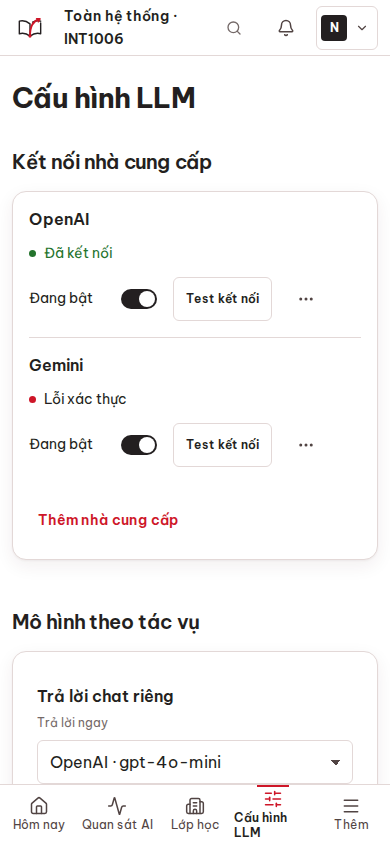 Toàn hệ thống ·
INT1006
N
Cấu hình LLM
Kết nối nhà cung cấp
OpenAI
Đã kết nối
Đang bật
Test kết nối
Gemini
Lỗi xác thực
Đang bật
Test kết nối
Thêm nhà cung cấp
Mô hình theo tác vụ
Trả lời chat riêng
Trả lời ngay
OpenAI · gpt-4o-mini
Hôm nay
Quan sát AI
Lớp học
Cấu hình
LLM
Thêm